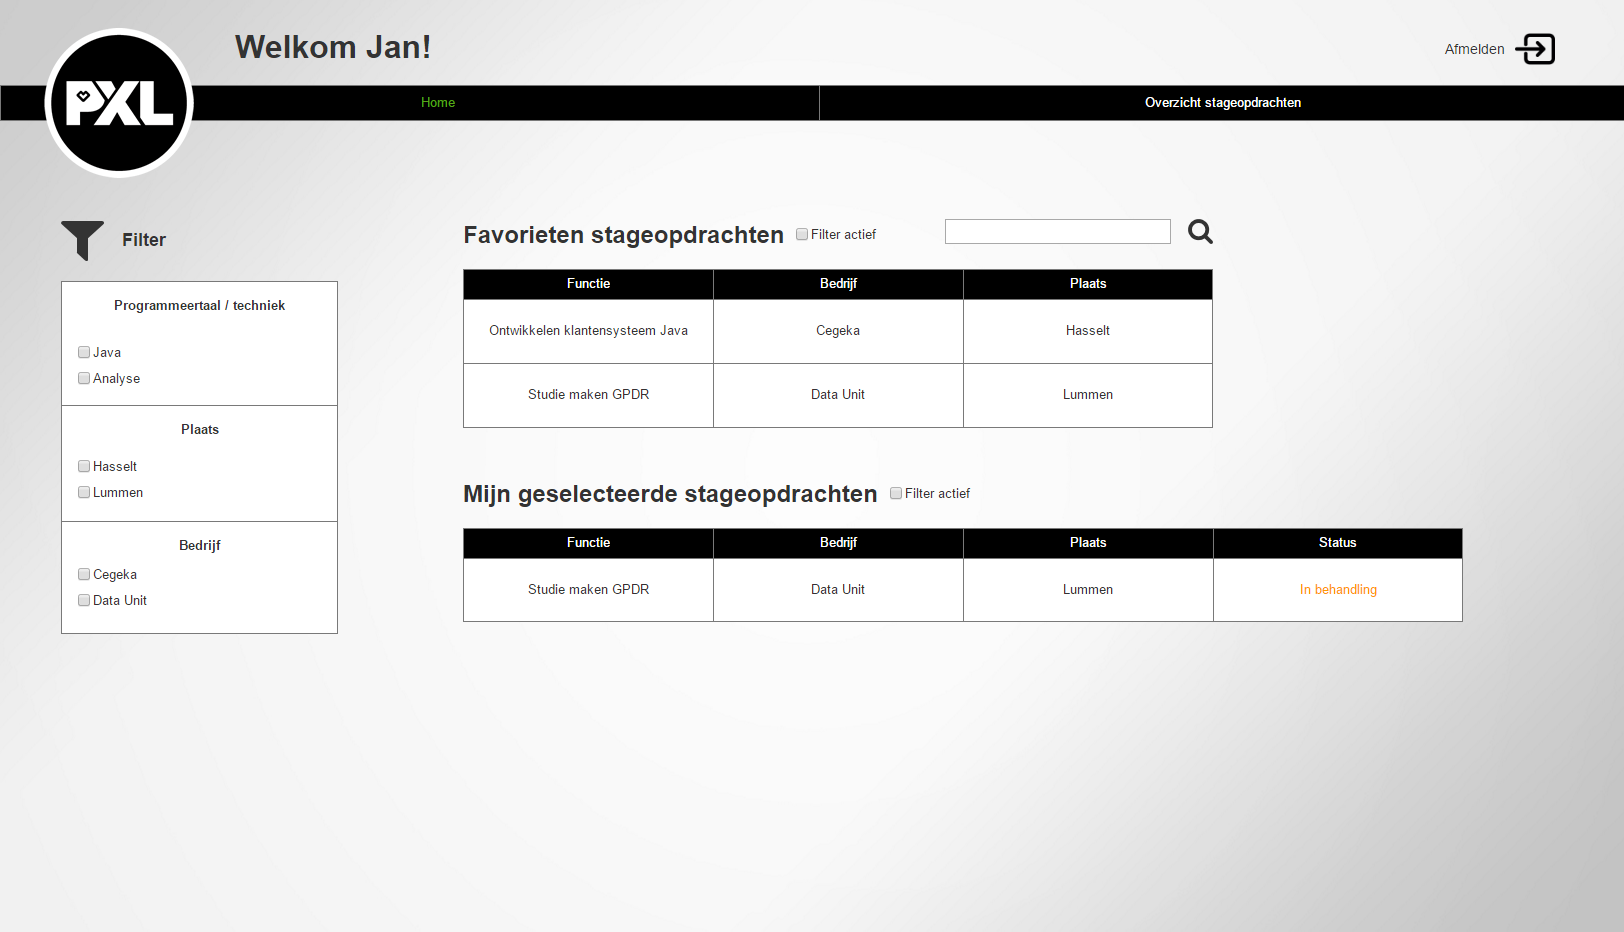 Welkom Jan!
Afmelden
PXL
Home
Overzicht stageopdrachten
Filter
Programmeertaal / techniek
Java
Analyse
Plaats
Hasselt
Lummen
Bedrijf
Cegeka
Data Unit
Favorieten stageopdrachten Filter actief
Functie Bedrijf Plaats
Ontwikkelen klantensysteem Java Cegeka Hasselt
Studie maken GPDR Data Unit Lummen
Mijn geselecteerde stageopdrachten Filter actief
Functie Bedrijf Plaats Status
Studie maken GPDR Data Unit Lummen In behandling